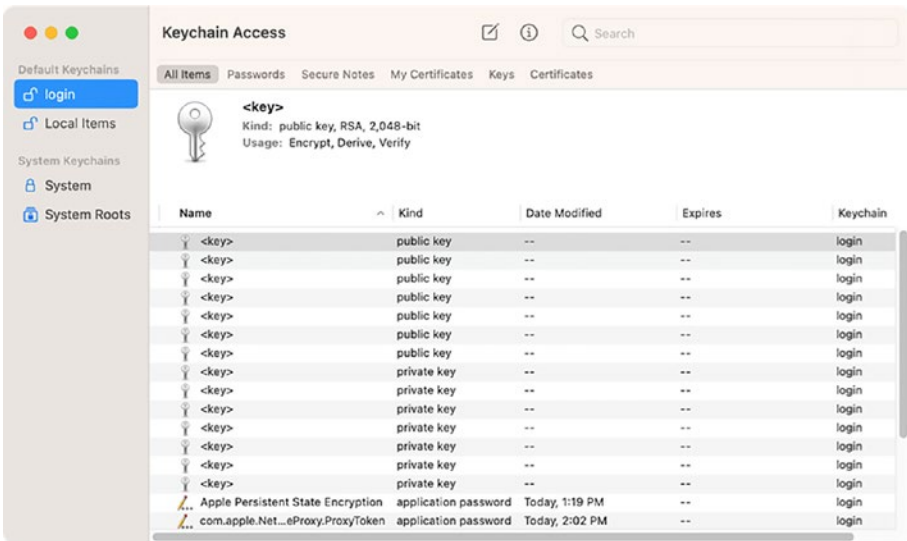 Keychain Access
Search
Default Keychains
login
Local Items
System Keychains
System
System Roots
All Items Passwords Secure Notes My Certificates Keys Certificates
<key>
Kind: public key, RSA, 2,048-bit
Usage: Encrypt, Derive, Verify
Name Kind Date Modified Expires Keychain
<key> public key -- -- login
<key> public key -- -- login
<key> public key -- -- login
<key> public key -- -- login
<key> public key -- -- login
<key> public key -- -- login
<key> public key -- -- login
<key> private key -- -- login
<key> private key -- -- login
<key> private key -- -- login
<key> private key -- -- login
<key> private key -- -- login
<key> private key -- -- login
<key> private key -- -- login
Apple Persistent State Encryption application password Today, 1:19 PM -- login
com.apple.Net...eProxy.ProxyToken application password Today, 2:02 PM -- login